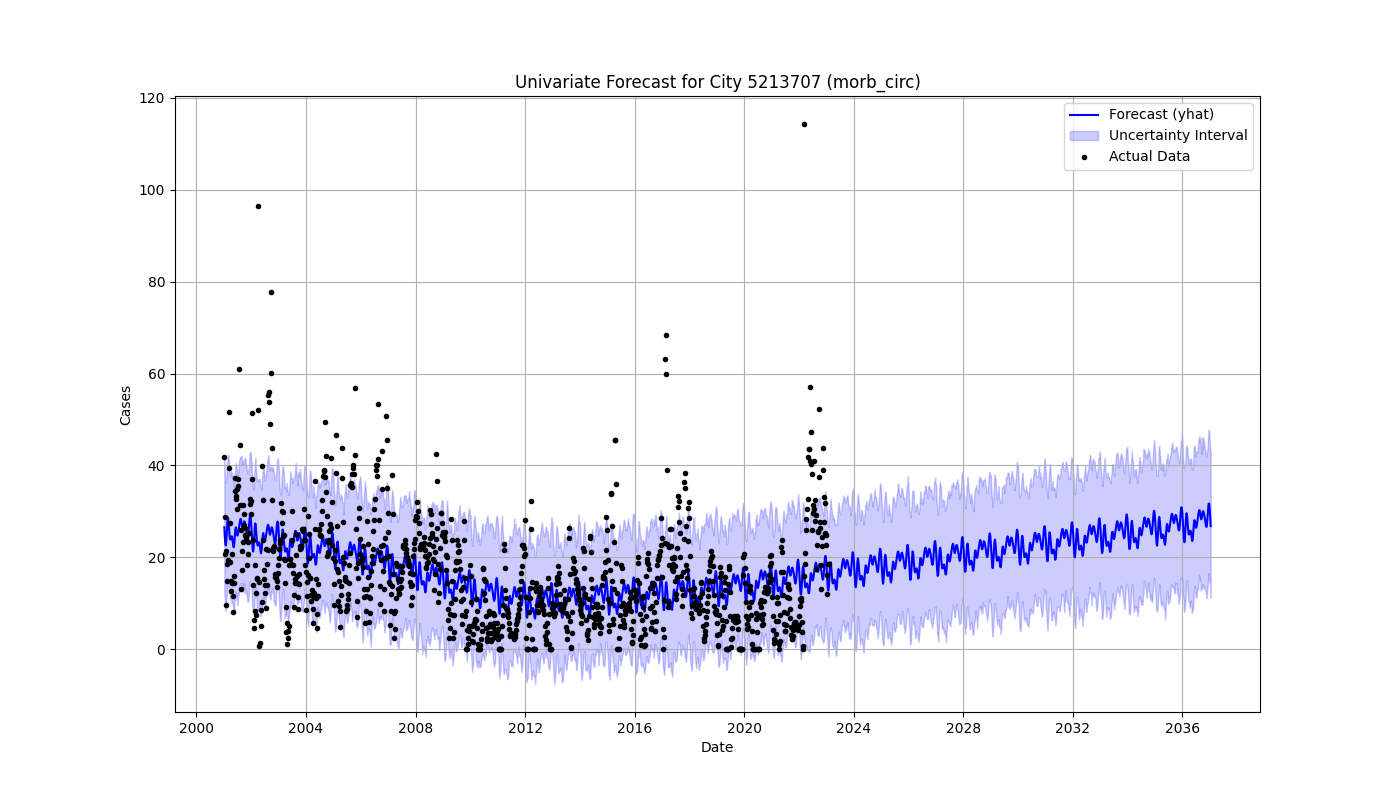 Univariate Forecast for City 5213707 (morb_circ)
Forecast (yhat)
Uncertainty Interval
Actual Data
120
100
80
60
40
20
0
Cases
2000 2004 2008 2012 2016 2020 2024 2028 2032 2036
Date